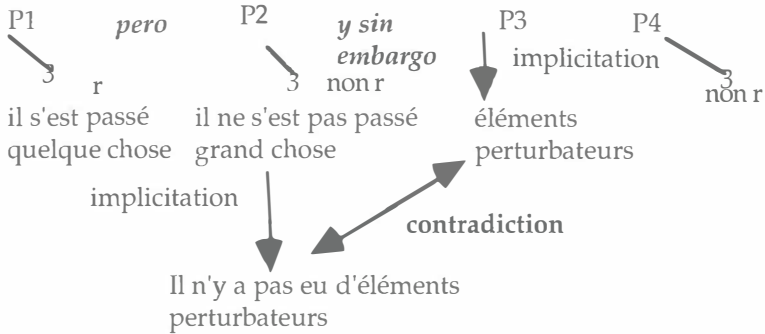 P1 pero P2 y sin embargo P3 P4
implicitation
3 r 3 non r 3 non r
il s'est passé quelque chose
il ne s'est pas passé grand chose
éléments perturbateurs
implicitation
contradiction
Il n'y a pas eu d'éléments
perturbateurs